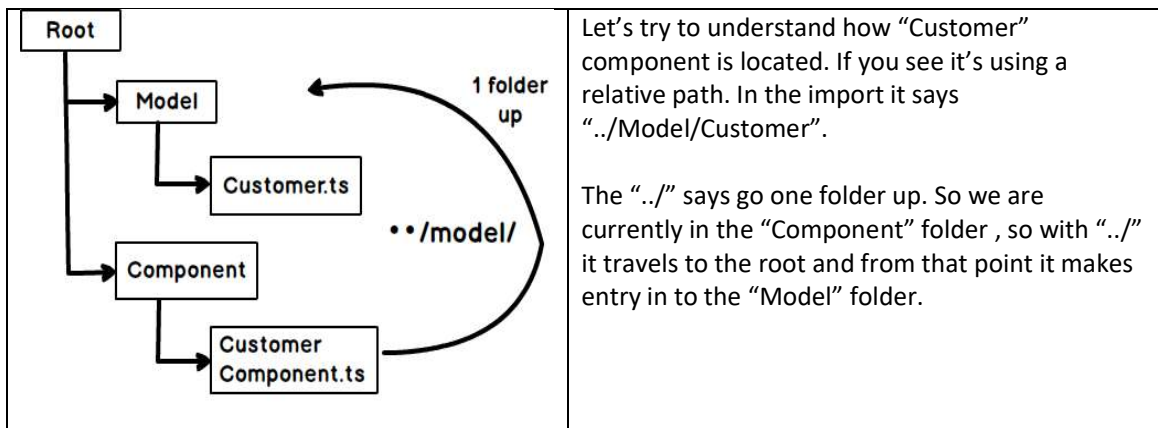 Root
Model
Customer.ts
Component
Customer
Component.ts
1 folder
up
••/model/
Let’s try to understand how “Customer”
component is located. If you see it’s using a
relative path. In the import it says
“../Model/Customer”.
The “../” says go one folder up. So we are
currently in the “Component” folder , so with “../”
it travels to the root and from that point it makes
entry in to the “Model” folder.